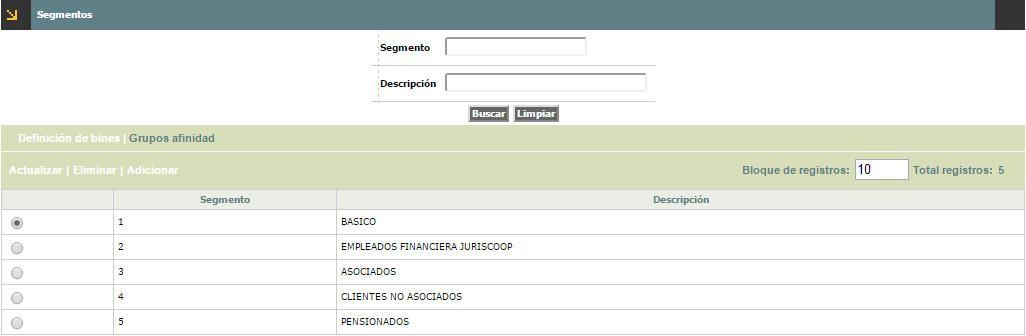 Segmentos
Segmento
Descripción
Buscar Limpiar
Definición de bines | Grupos afinidad
Actualizar | Eliminar | Adicionar Bloque de registros: 10 Total registros: 5
Segmento Descripción
1 BASICO
2 EMPLEADOS FINANCIERA JURISCOOP
3 ASOCIADOS
4 CLIENTES NO ASOCIADOS
5 PENSIONADOS